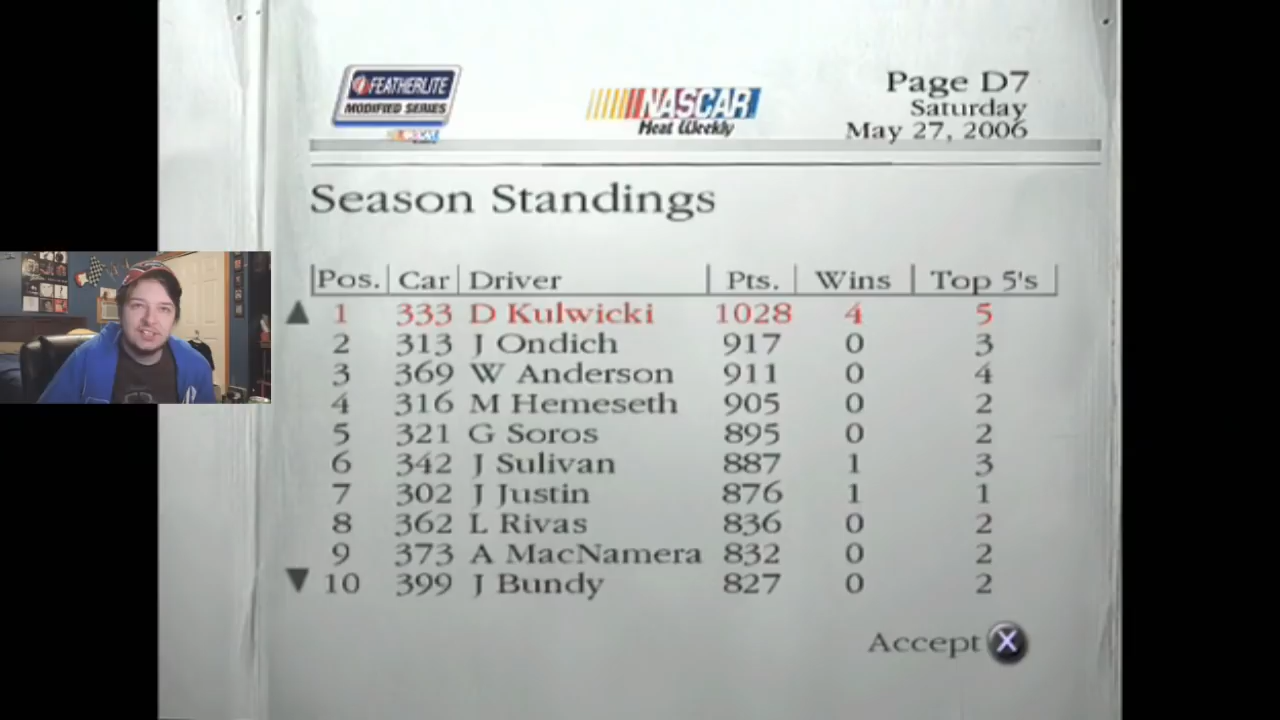 FEATHERLITE
MODIFIED SERIES
NASCAR
NASCAR
Heat Weekly
Page D7
Saturday
May 27, 2006
Season Standings
Pos. Car Driver Pts. Wins Top 5's
1 333 D Kulwicki 1028 4 5
2 313 J Ondich 917 0 3
3 369 W Anderson 911 0 4
4 316 M Hemeseth 905 0 2
5 321 G Soros 895 0 2
6 342 J Sulivan 887 1 3
7 302 J Justin 876 1 1
8 362 L Rivas 836 0 2
9 373 A MacNamera 832 0 2
10 399 J Bundy 827 0 2
Accept X